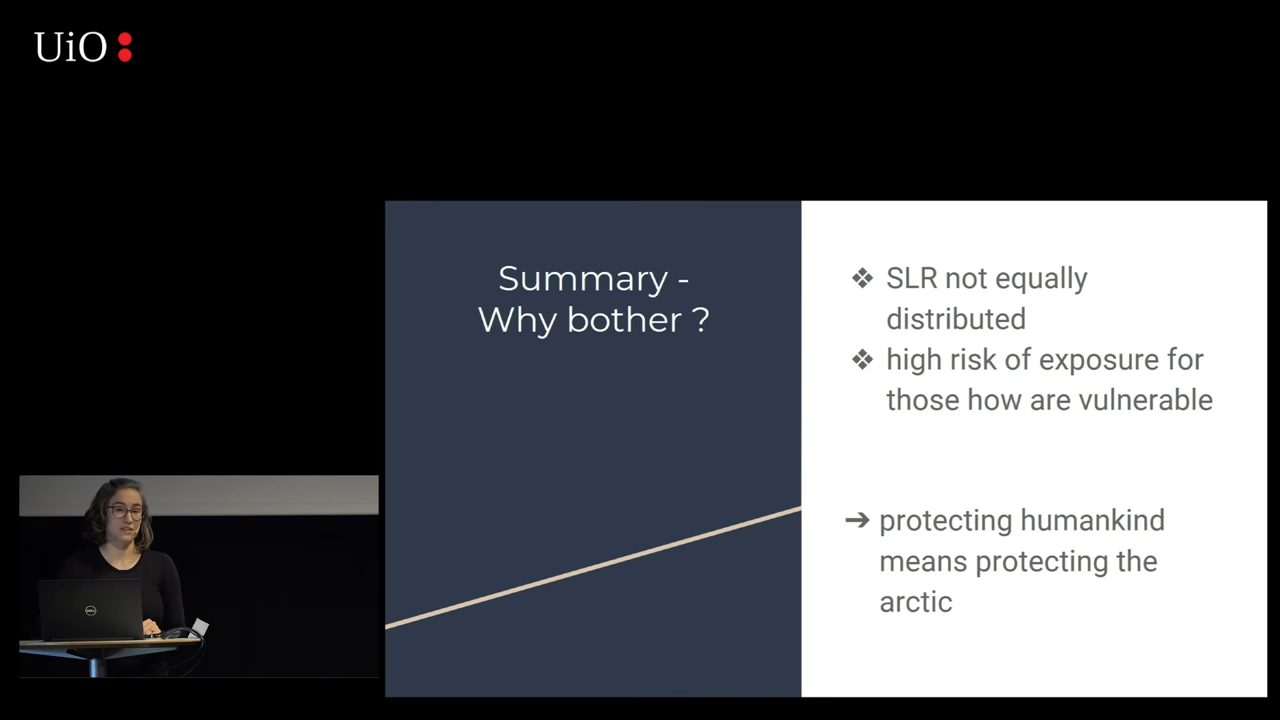 UiO
Summary -
Why bother ?
❖ SLR not equally
distributed
❖ high risk of exposure for
those how are vulnerable
➔ protecting humankind
means protecting the
arctic
DELL